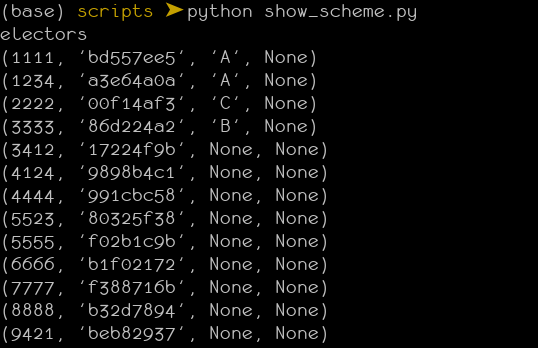 (base) scripts ➤python show_scheme.py
electors
(1111, 'bd557ee5', 'A', None)
(1234, 'a3e64a0a', 'A', None)
(2222, '00f14af3', 'C', None)
(3333, '86d224a2', 'B', None)
(3412, '17224f9b', None, None)
(4124, '9898b4c1', None, None)
(4444, '991cbc58', None, None)
(5523, '80325f38', None, None)
(5555, 'f02b1c9b', None, None)
(6666, 'b1f02172', None, None)
(7777, 'f388716b', None, None)
(8888, 'b32d7894', None, None)
(9421, 'beb82937', None, None)